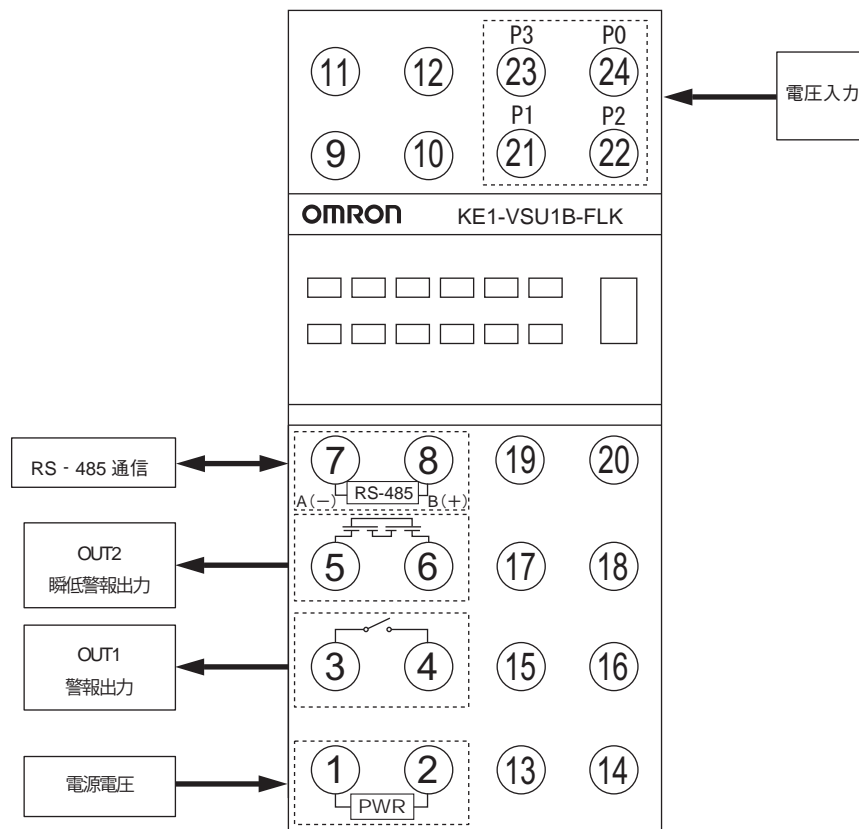 P3 P0
11 12 23 24
電圧入力
P1 P2
9 10 21 22
OMRON KE1-VSU1B-FLK
7 8 19 20
RS‐485 通信
RS-485
A(−) B(+)
OUT2
瞬低警報出力
5 6 17 18
OUT1
警報出力
3 4 15 16
電源電圧
1 2 13 14
PWR